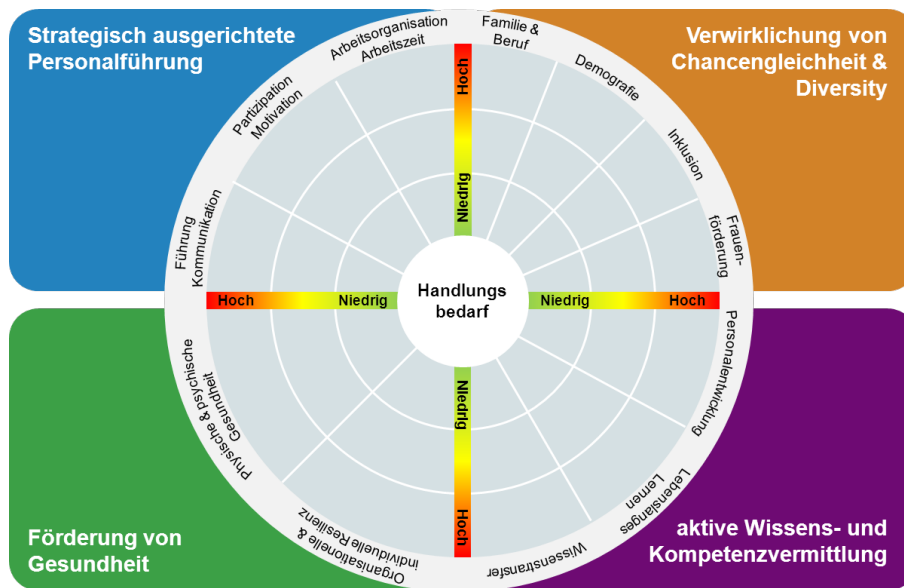 Strategisch ausgerichtete
Personalführung
Verwirklichung von
Chancengleichheit &
Diversity
Führung
Kommunikation
Partizipation
Motivation
Arbeitsorganisation
Arbeitszeit
Familie &
Beruf
Demografie
Inklusion
Frauen-
förderung
Hoch
Niedrig
Hoch
Niedrig
Handlungs
bedarf
Niedrig
Hoch
Niedrig
Hoch
Physische & psychische
Gesundheit
Organisationelle &
individuelle Resilienz
Wissenstransfer
Lebenslanges
Lernen
Personalentwicklung
Förderung von
Gesundheit
aktive Wissens- und
Kompetenzvermittlung